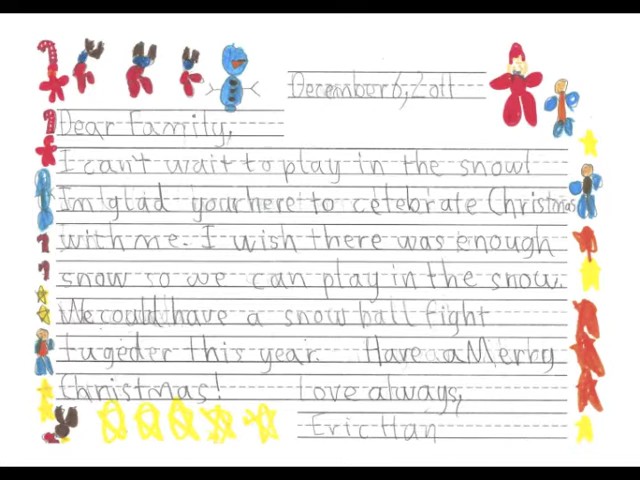 December 6, 2011
Dear Family,
I can't wait to play in the snow!
I'm glad your here to celebrate Christmas
with me. I wish there was enough
snow so we can play in the snow.
We could have a snow ball fight
tugeder this year. Have a Merry
Christmas!
Love always,
Eric Han